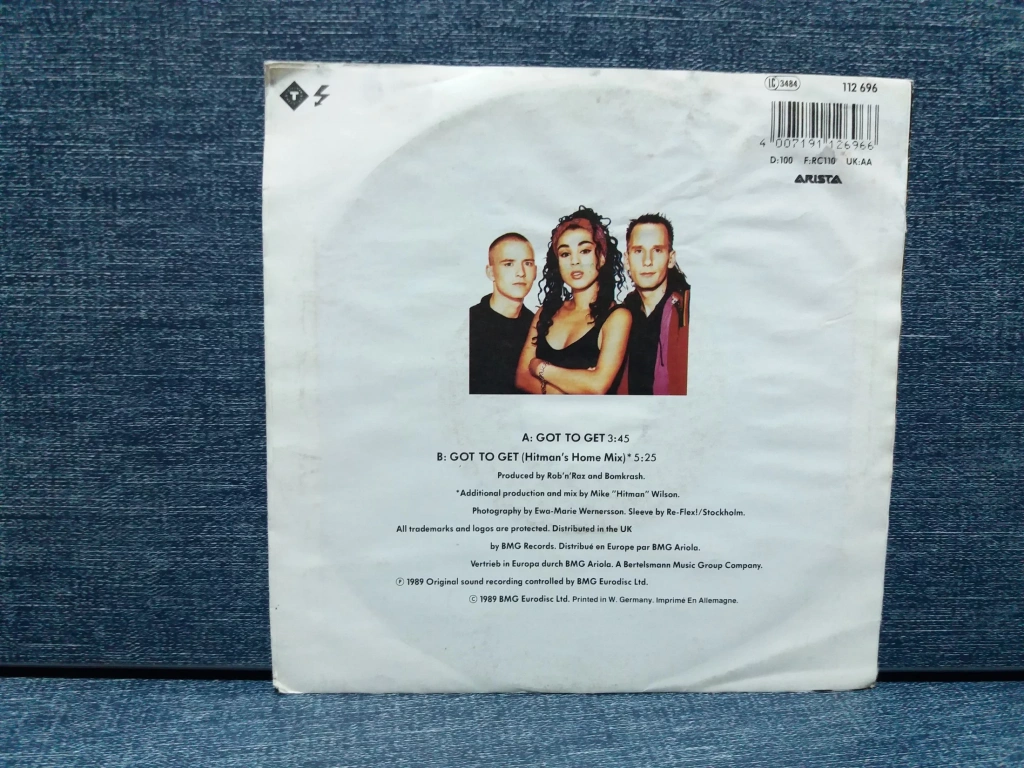 T
LC 3484
112 696
4 007191 126966
D:100 F:RC110 UK:AA
ARISTA
A: GOT TO GET 3:45
B: GOT TO GET (Hitman's Home Mix)* 5:25
Produced by Rob'n'Raz and Bomkrash.
*Additional production and mix by Mike "Hitman" Wilson.
Photography by Ewa-Marie Wernersson. Sleeve by Re-Flex!/Stockholm.
All trademarks and logos are protected. Distributed in the UK
by BMG Records. Distribué en Europe par BMG Ariola.
Vertrieb in Europa durch BMG Ariola. A Bertelsmann Music Group Company.
Ⓟ 1989 Original sound recording controlled by BMG Eurodisc Ltd.
© 1989 BMG Eurodisc Ltd. Printed in W. Germany. Imprimé En Allemagne.